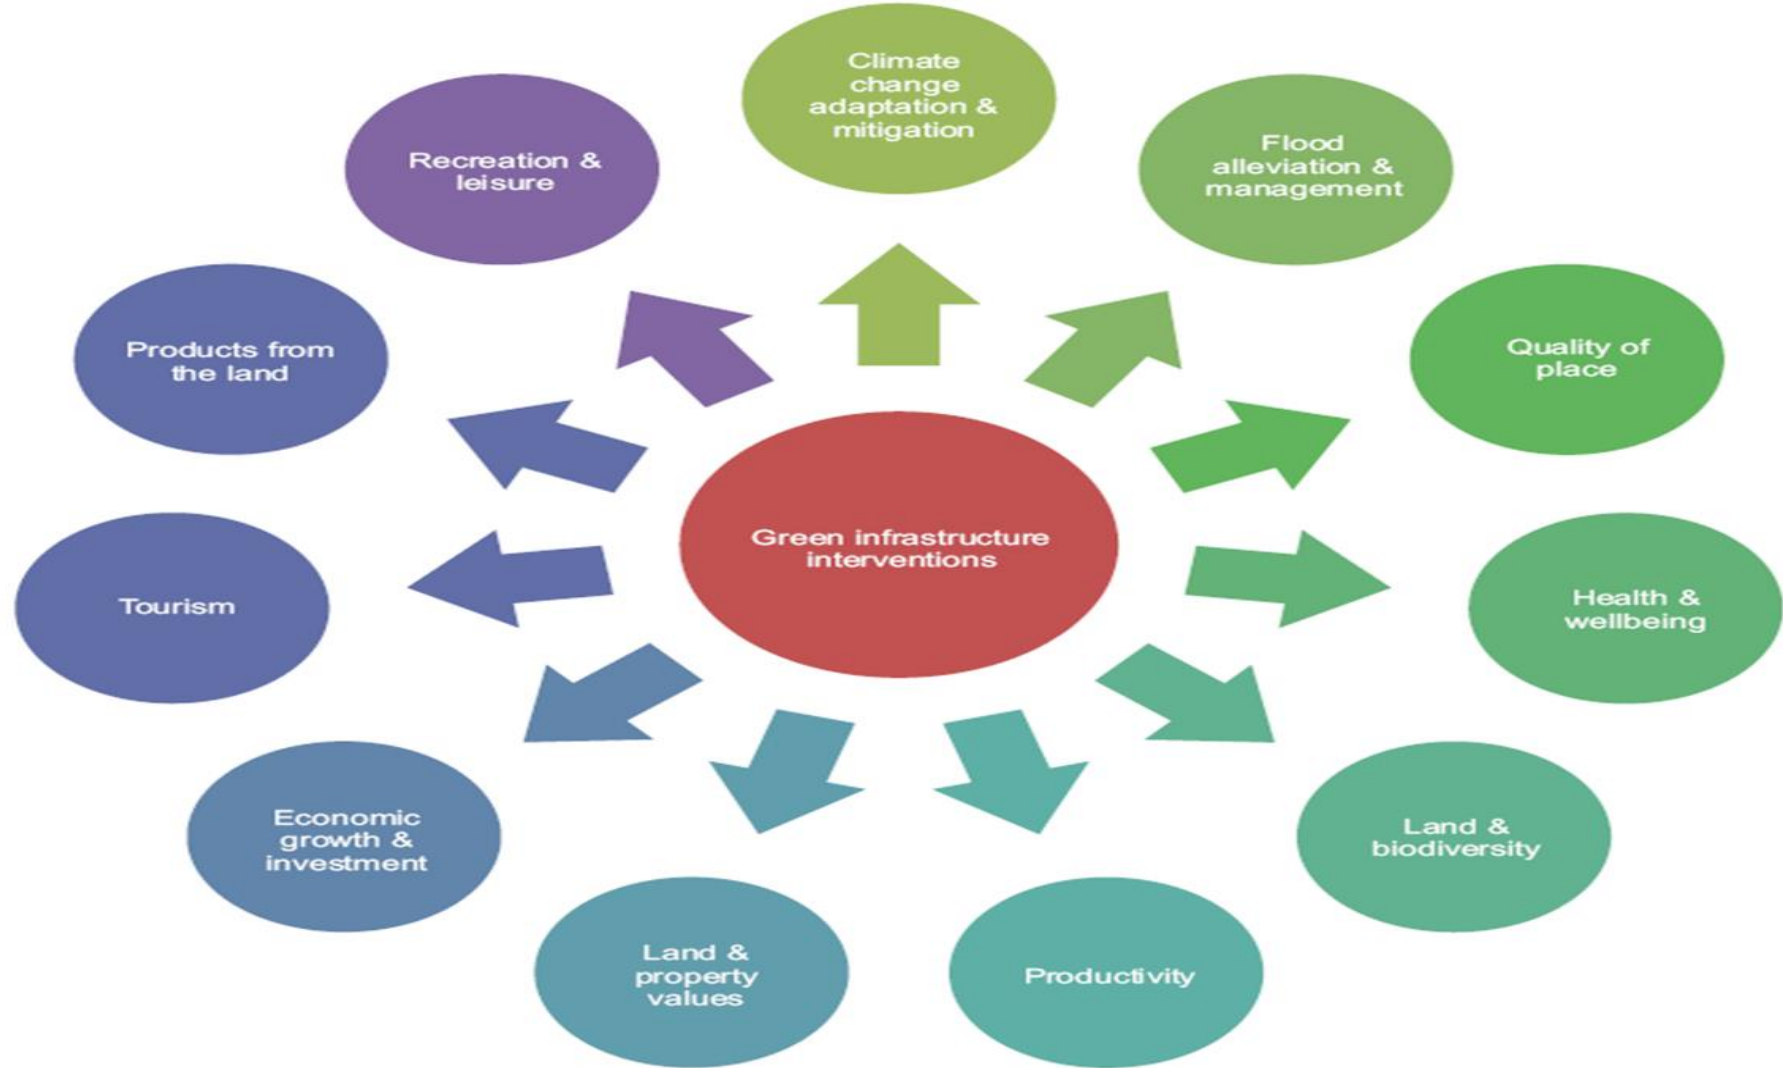 Climate
change
adaptation &
mitigation
Flood
alleviation &
management
Quality of
place
Health &
wellbeing
Land &
biodiversity
Productivity
Land &
property
values
Economic
growth &
investment
Tourism
Products from
the land
Recreation &
leisure
Green infrastructure
interventions